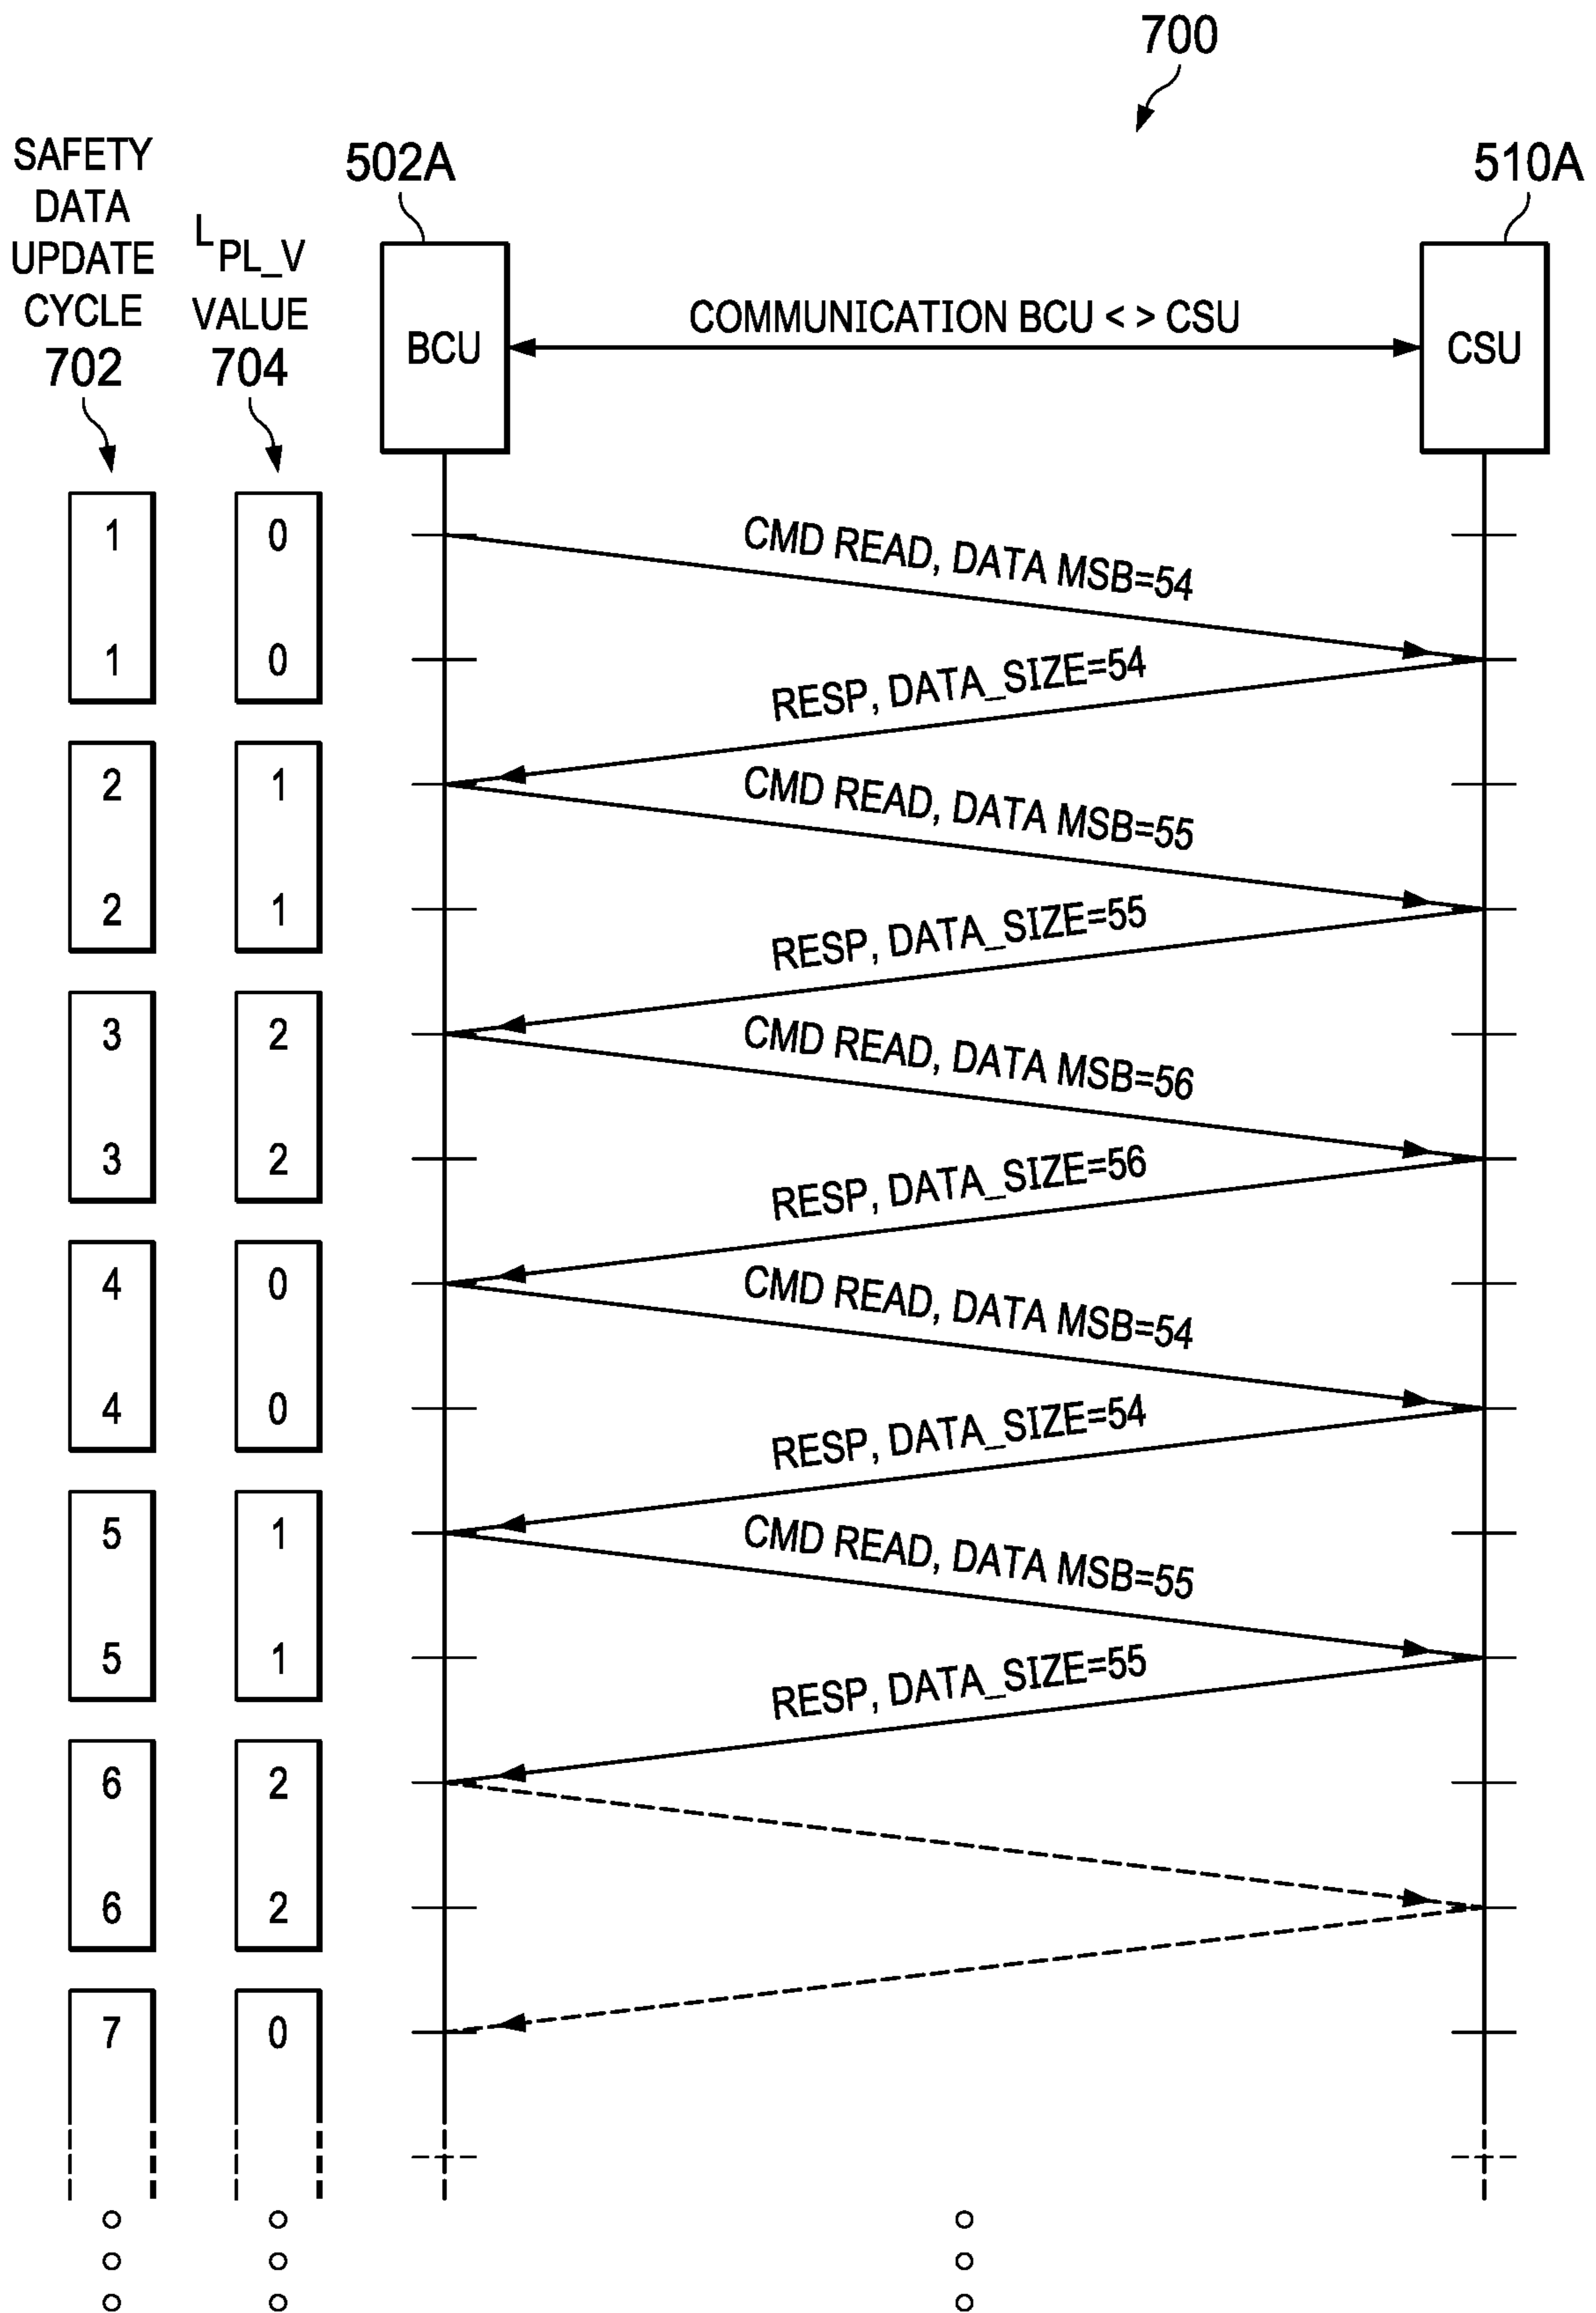 700
SAFETY
DATA
UPDATE
CYCLE
702
L PL_V
VALUE
704
502A
510A
BCU
COMMUNICATION BCU < > CSU
CSU
1 0
CMD READ, DATA MSB=54
1 0
RESP, DATA_SIZE=54
2 1
CMD READ, DATA MSB=55
2 1
RESP, DATA_SIZE=55
3 2
CMD READ, DATA MSB=56
3 2
RESP, DATA_SIZE=56
4 0
CMD READ, DATA MSB=54
4 0
RESP, DATA_SIZE=54
5 1
CMD READ, DATA MSB=55
5 1
RESP, DATA_SIZE=55
6 2
6 2
7 0